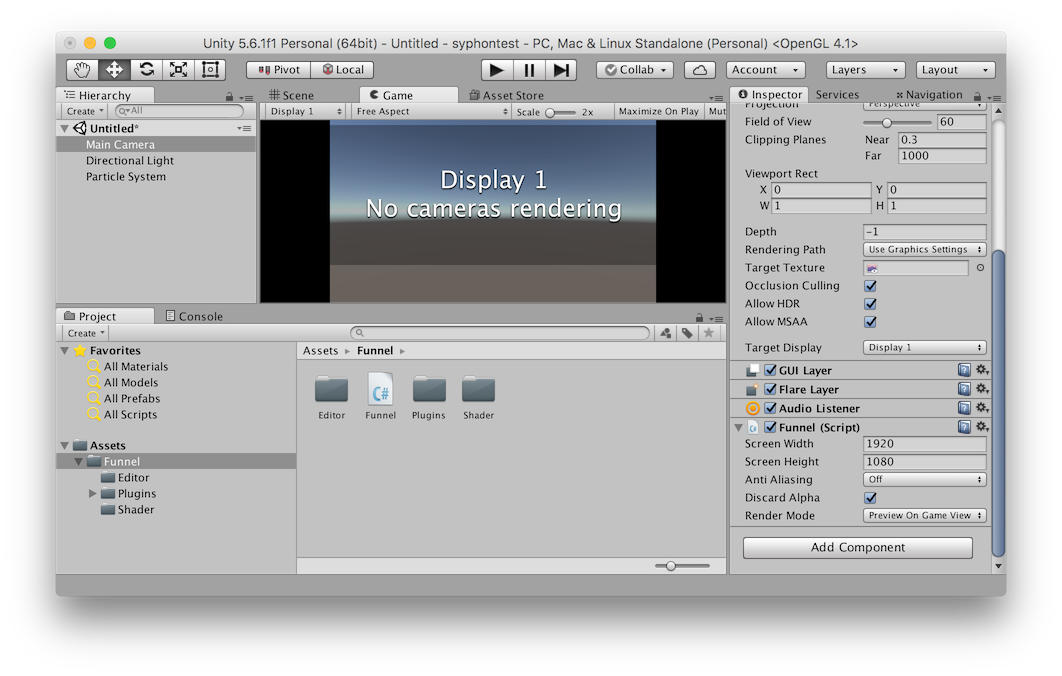 Unity 5.6.1f1 Personal (64bit) - Untitled - syphontest - PC, Mac & Linux Standalone (Personal) <OpenGL 4.1>
Pivot Local Collab Account Layers Layout
Hierarchy
Create All
Untitled*
Main Camera
Directional Light
Particle System
Scene Game Asset Store
Display 1 Free Aspect Scale 2x Maximize On Play Mut
Display 1
No cameras rendering
Project Console
Create
Favorites
All Materials
All Models
All Prefabs
All Scripts
Assets
Funnel
Editor
Plugins
Shader
Assets Funnel
Editor Funnel Plugins Shader
C#
Inspector Services Navigation
Projection Perspective
Field of View 60
Clipping Planes Near 0.3
Far 1000
Viewport Rect
X 0 Y 0
W 1 H 1
Depth -1
Rendering Path Use Graphics Settings
Target Texture
Occlusion Culling
Allow HDR
Allow MSAA
Target Display Display 1
GUI Layer
Flare Layer
Audio Listener
Funnel (Script)
Screen Width 1920
Screen Height 1080
Anti Aliasing Off
Discard Alpha
Render Mode Preview On Game View
Add Component